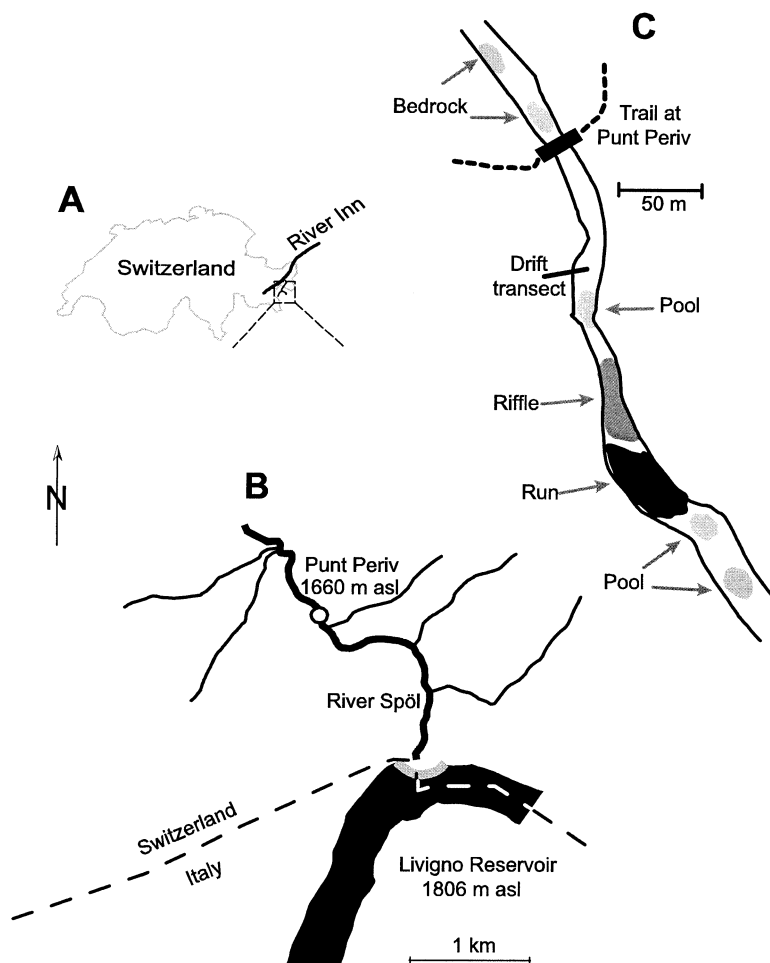 C
Bedrock
Trail at
Punt Periv
50 m
A
River Inn
Switzerland
Drift
transect
Pool
Riffle
Run
Pool
N
B
Punt Periv
1660 m asl
River Spöl
Switzerland
Italy
Livigno Reservoir
1806 m asl
1 km